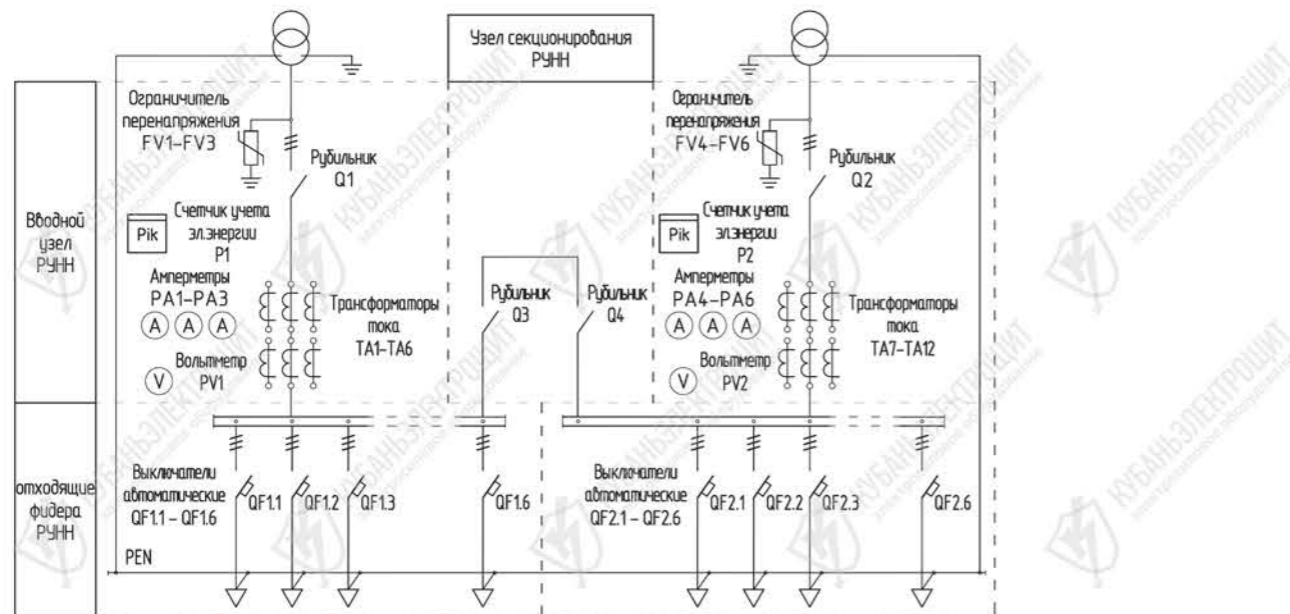 Узел секционирования
РУНН
Ограничитель
перенапряжения
FV1-FV3
Рубильник
Q1
Вводной
узел
РУНН
Pik
Счетчик учета
эл.энергии
P1
Амперметры
PA1-PA3
A A A
Трансформаторы
тока
TA1-TA6
Вольтметр
PV1
V
Рубильник
Q3
Рубильник
Q4
Ограничитель
перенапряжения
FV4-FV6
Рубильник
Q2
Pik
Счетчик учета
эл.энергии
P2
Амперметры
PA4-PA6
A A A
Трансформаторы
тока
TA7-TA12
Вольтметр
PV2
V
отходящие
фидера
РУНН
Выключатели
автоматические
QF1.1 - QF1.6
QF1.1
QF1.2
QF1.3
QF1.6
Выключатели
автоматические
QF2.1 - QF2.6
QF2.1
QF2.2
QF2.3
QF2.6
PEN
КУБАНЬЭЛЕКТРОЩИТ
электрощитовое оборудование